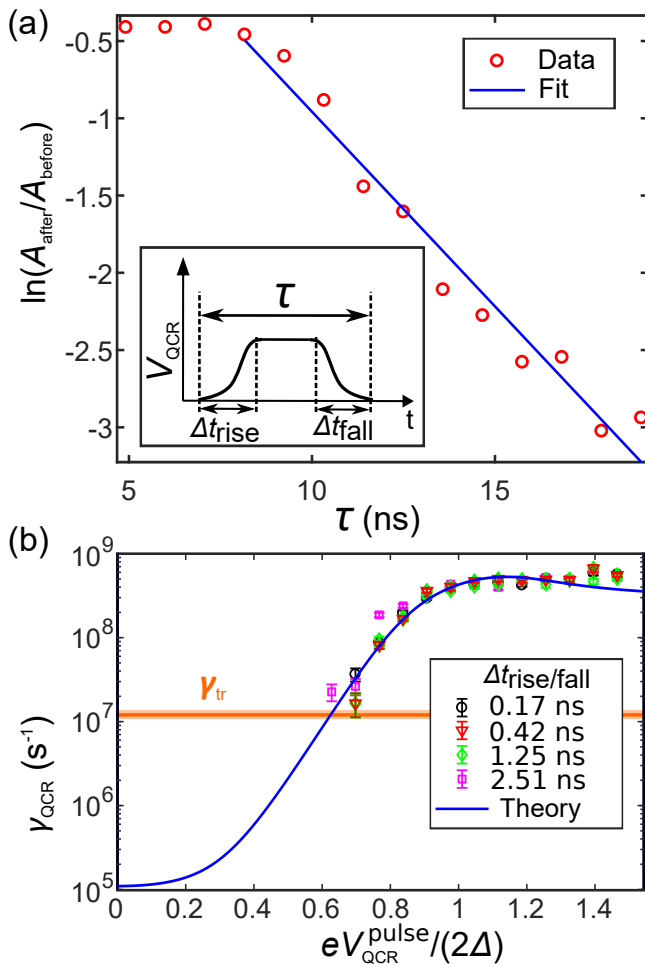 (a)
-0.5
-1
-1.5
-2
-2.5
-3
ln(A_after/A_before)
Data
Fit
V_QCR
τ
Δt_rise
Δt_fall
t
5
10
15
τ (ns)
(b)
10^9
10^8
10^7
10^6
10^5
γ_QCR (s^-1)
γ_tr
Δt_rise/fall
0.17 ns
0.42 ns
1.25 ns
2.51 ns
Theory
0
0.2
0.4
0.6
0.8
1
1.2
1.4
eV_QCR^pulse/(2Δ)